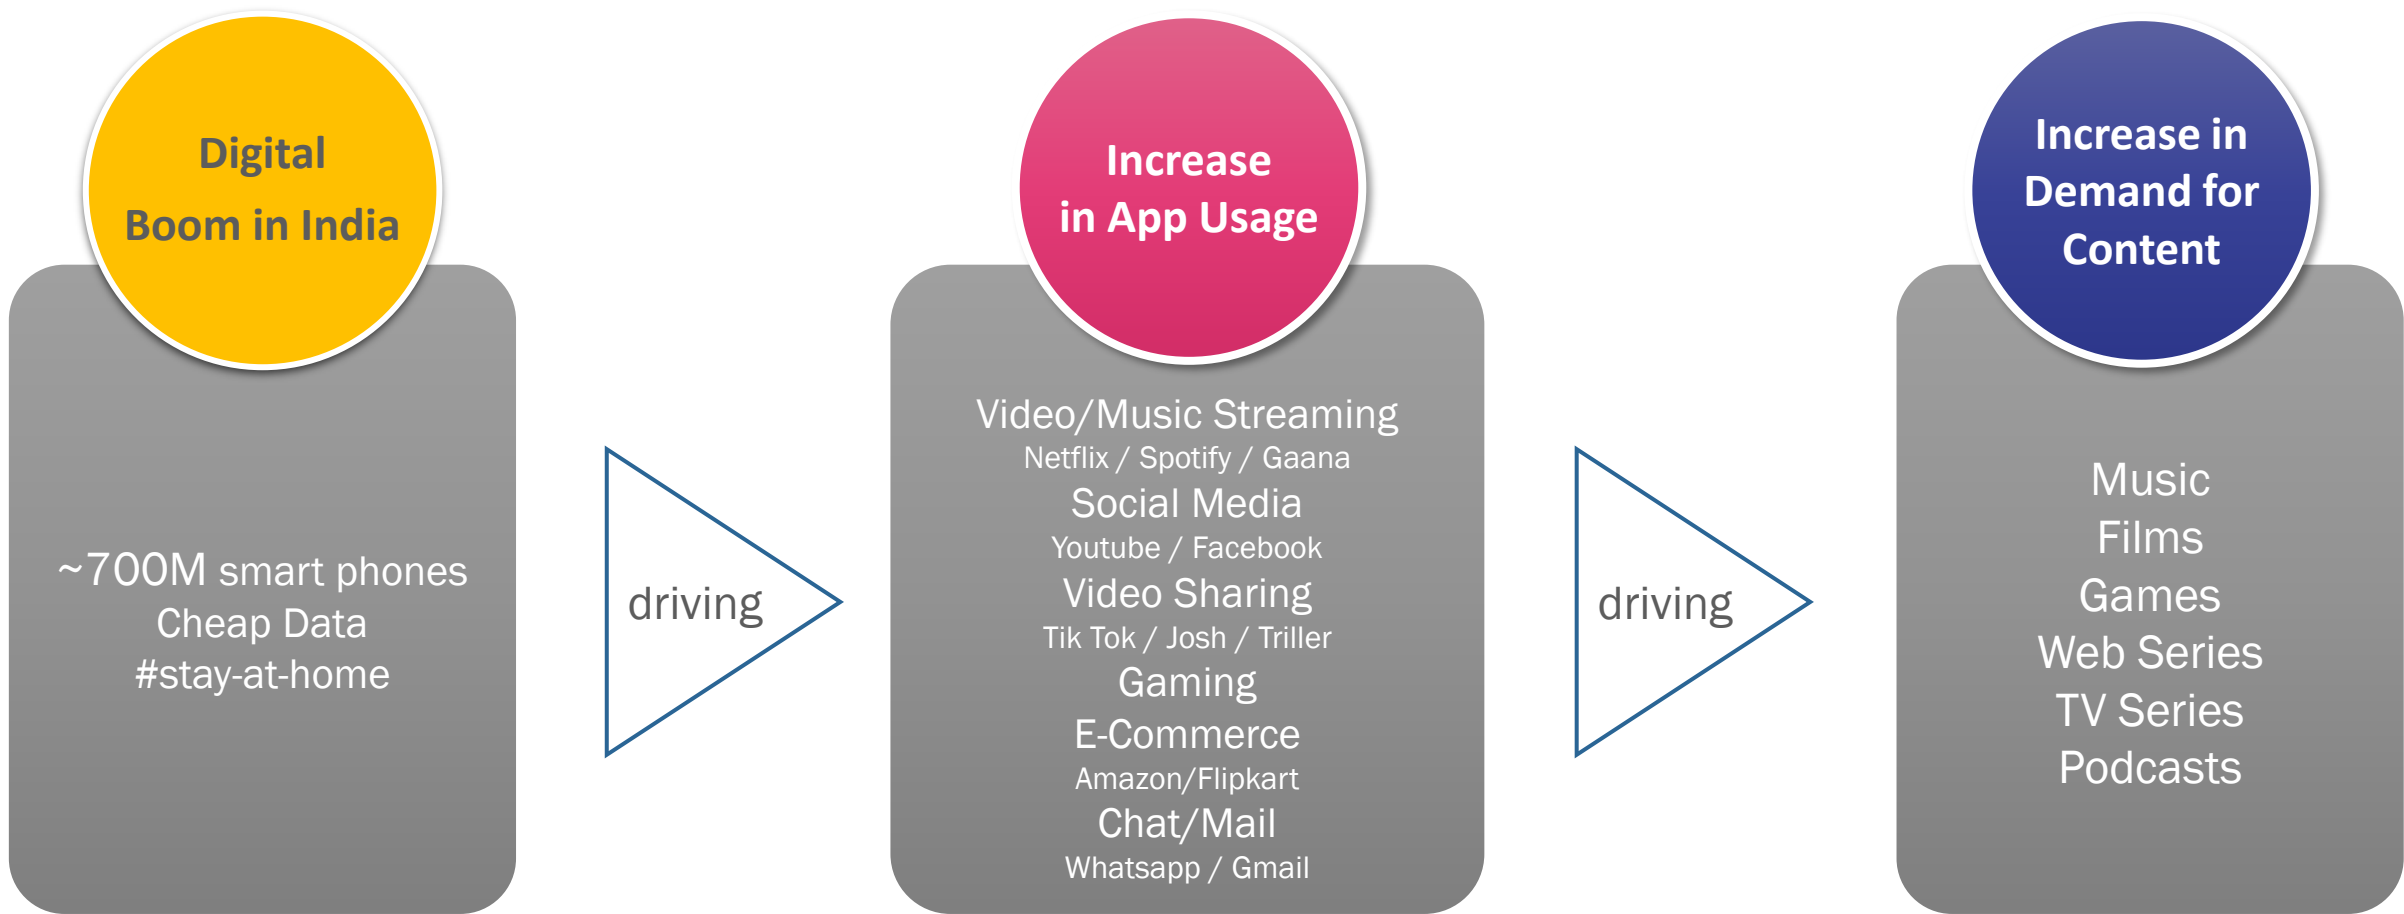 Digital
Boom in India
~700M smart phones
Cheap Data
#stay-at-home
driving
Increase
in App Usage
Video/Music Streaming
Netflix / Spotify / Gaana
Social Media
Youtube / Facebook
Video Sharing
Tik Tok / Josh / Triller
Gaming
E-Commerce
Amazon/Flipkart
Chat/Mail
Whatsapp / Gmail
driving
Increase in
Demand for
Content
Music
Films
Games
Web Series
TV Series
Podcasts